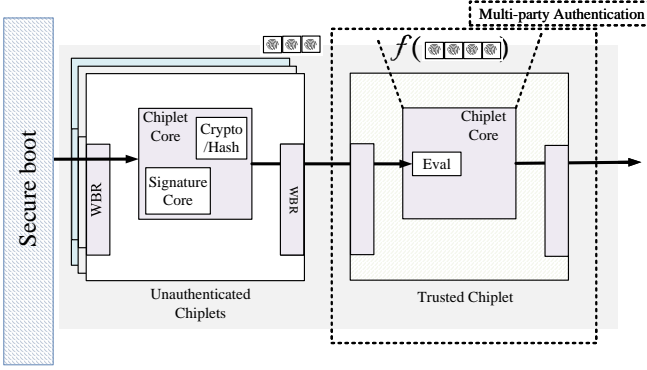 Multi-party Authentication
f( )
Secure boot
WBR
Chiplet
Core
Crypto
/Hash
Signature
Core
WBR
Chiplet
Core
Eval
Unauthenticated
Chiplets
Trusted Chiplet